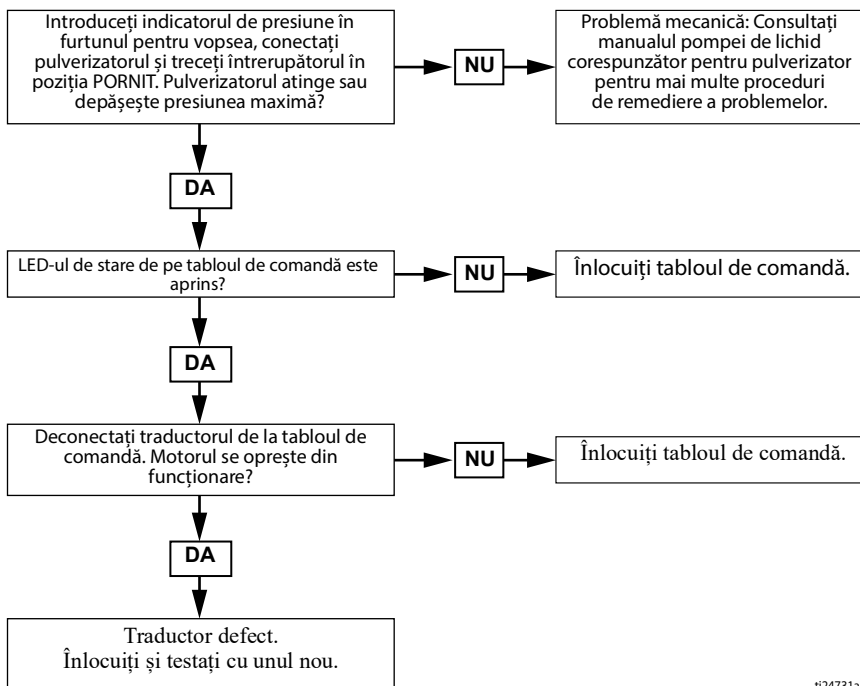 Introduceți indicatorul de presiune în
furtunul pentru vopsea, conectați
pulverizatorul și treceți întrerupătorul în
poziția PORNIT. Pulverizatorul atinge sau
depășește presiunea maximă?
NU
Problemă mecanică: Consultați
manualul pompei de lichid
corespunzător pentru pulverizator
pentru mai multe proceduri
de remediere a problemelor.
DA
LED-ul de stare de pe tabloul de comandă este
aprins?
NU
Înlocuiți tabloul de comandă.
DA
Deconectați traductorul de la tabloul de
comandă. Motorul se oprește din
funcționare?
NU
Înlocuiți tabloul de comandă.
DA
Traductor defect.
Înlocuiți și testați cu unul nou.
ti24731a